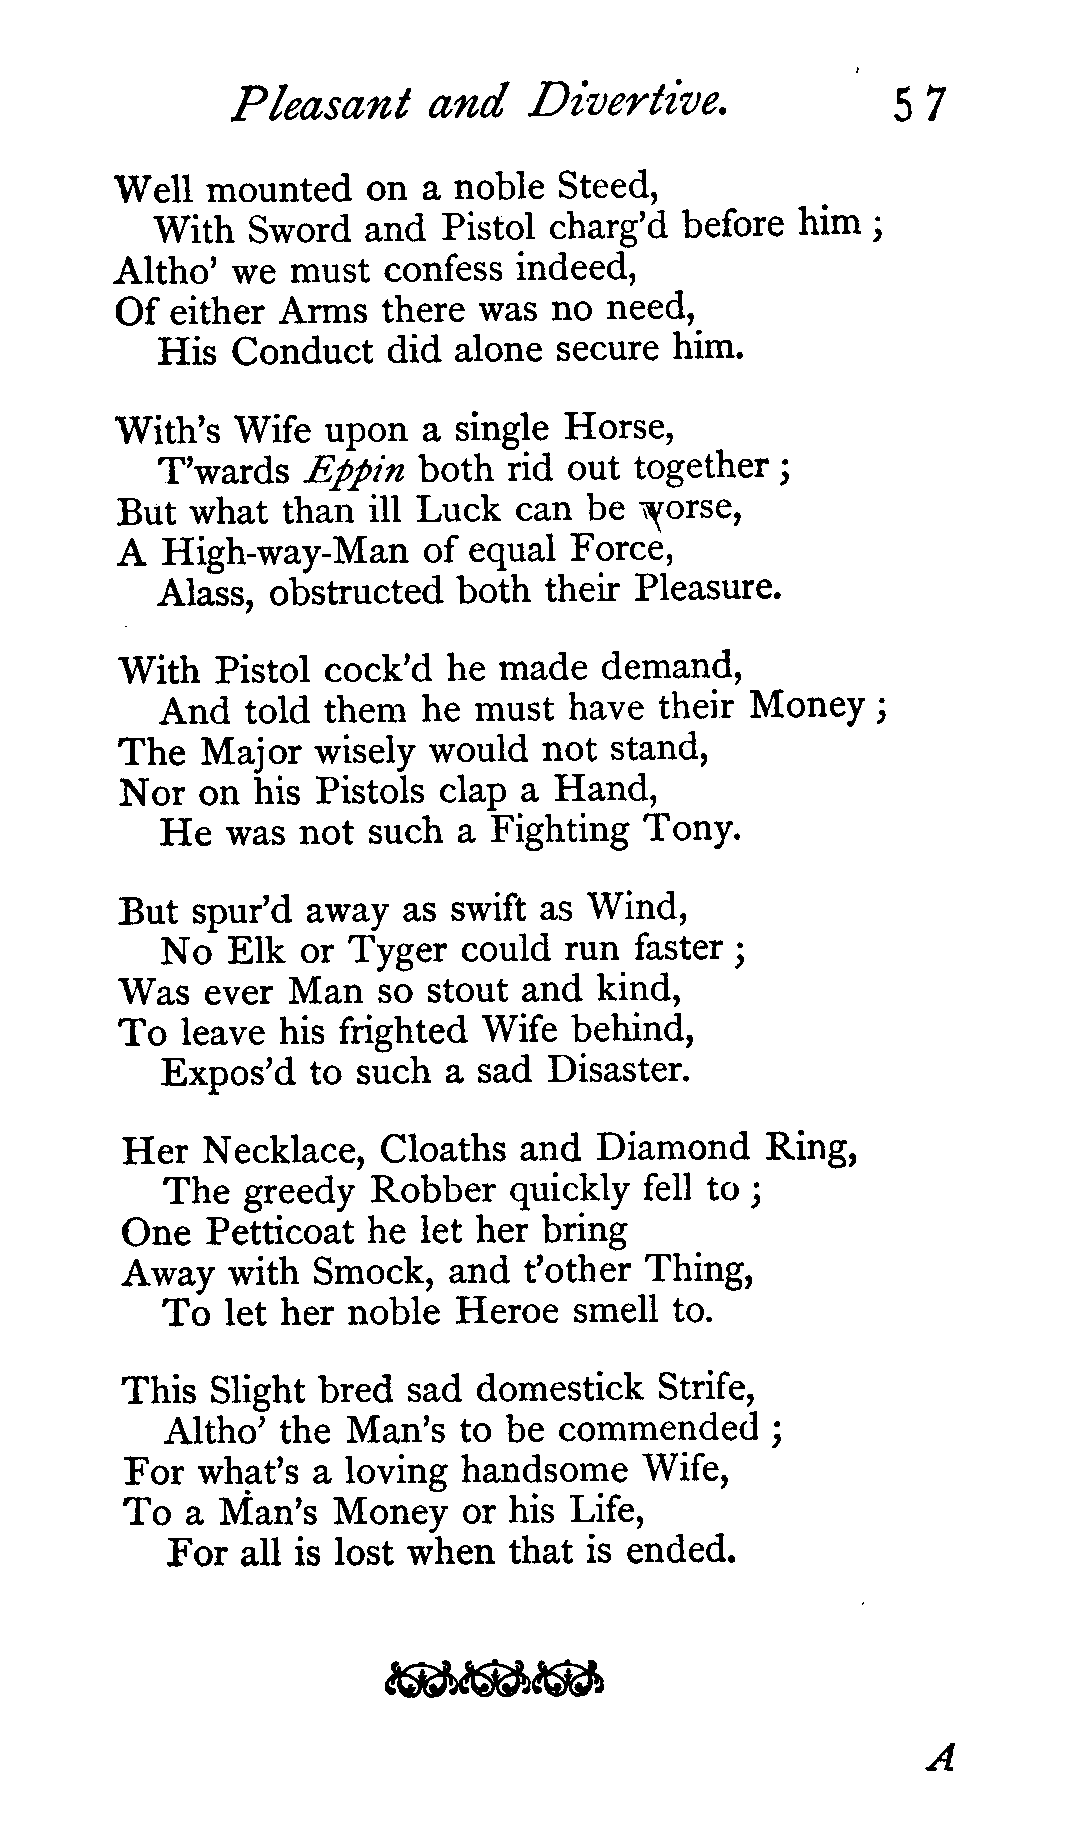 Pleasant and Divertive. 57
Well mounted on a noble Steed,
With Sword and Pistol charg'd before him ;
Altho' we must confess indeed,
Of either Arms there was no need,
His Conduct did alone secure him.
With's Wife upon a single Horse,
T'wards Eppin both rid out together ;
But what than ill Luck can be worse,
A High-way-Man of equal Force,
Alass, obstructed both their Pleasure.
With Pistol cock'd he made demand,
And told them he must have their Money ;
The Major wisely would not stand,
Nor on his Pistols clap a Hand,
He was not such a Fighting Tony.
But spur'd away as swift as Wind,
No Elk or Tyger could run faster ;
Was ever Man so stout and kind,
To leave his frighted Wife behind,
Expos'd to such a sad Disaster.
Her Necklace, Cloaths and Diamond Ring,
The greedy Robber quickly fell to ;
One Petticoat he let her bring
Away with Smock, and t'other Thing,
To let her noble Heroe smell to.
This Slight bred sad domestick Strife,
Altho' the Man's to be commended ;
For what's a loving handsome Wife,
To a Man's Money or his Life,
For all is lost when that is ended.
A